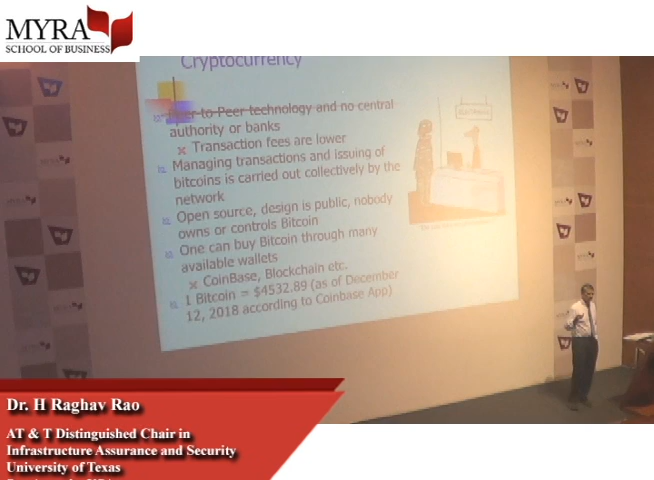 MYRA
SCHOOL OF BUSINESS
Cryptocurrency
Peer-to-Peer technology and no central
authority or banks
Transaction fees are lower
Managing transactions and issuing of
bitcoins is carried out collectively by the
network
Open source, design is public, nobody
owns or controls Bitcoin
One can buy Bitcoin through many
available wallets
CoinBase, Blockchain etc.
1 Bitcoin = $4532.89 (as of December
12, 2018 according to Coinbase App)
Dr. H Raghav Rao
AT & T Distinguished Chair in
Infrastructure Assurance and Security
University of Texas